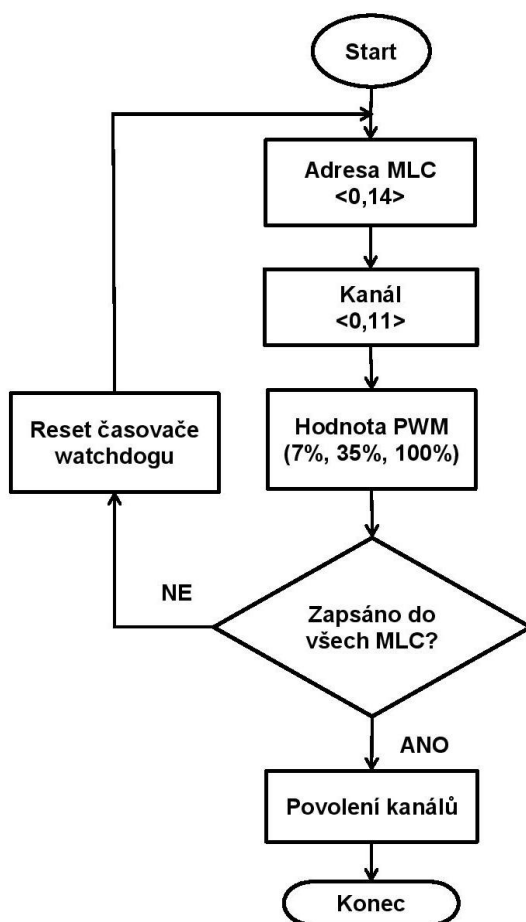 Start
Adresa MLC
<0,14>
Kanál
<0,11>
Reset časovače
watchdogu
Hodnota PWM
(7%, 35%, 100%)
NE
Zapsáno do
všech MLC?
ANO
Povolení kanálů
Konec